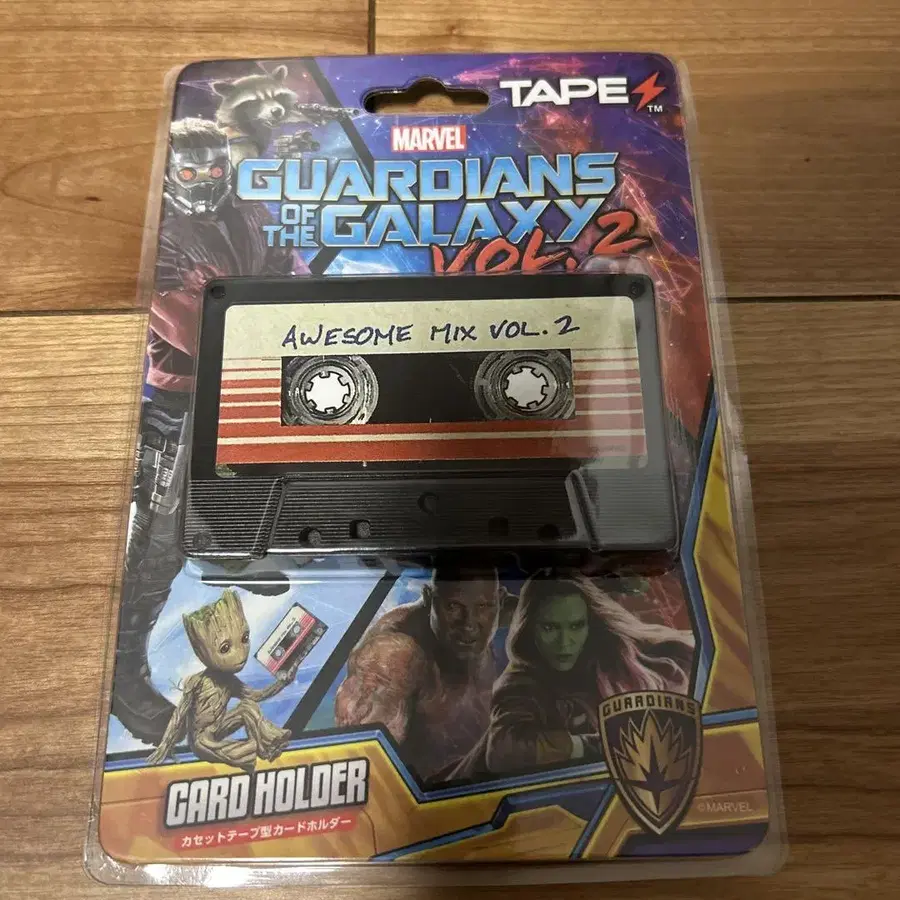 TAPES™
MARVEL
GUARDIANS
OF THE GALAXY
VOL. 2
AWESOME MIX VOL. 2
GUARDIANS
CARD HOLDER
カセットテープ型カードホルダー
©MARVEL